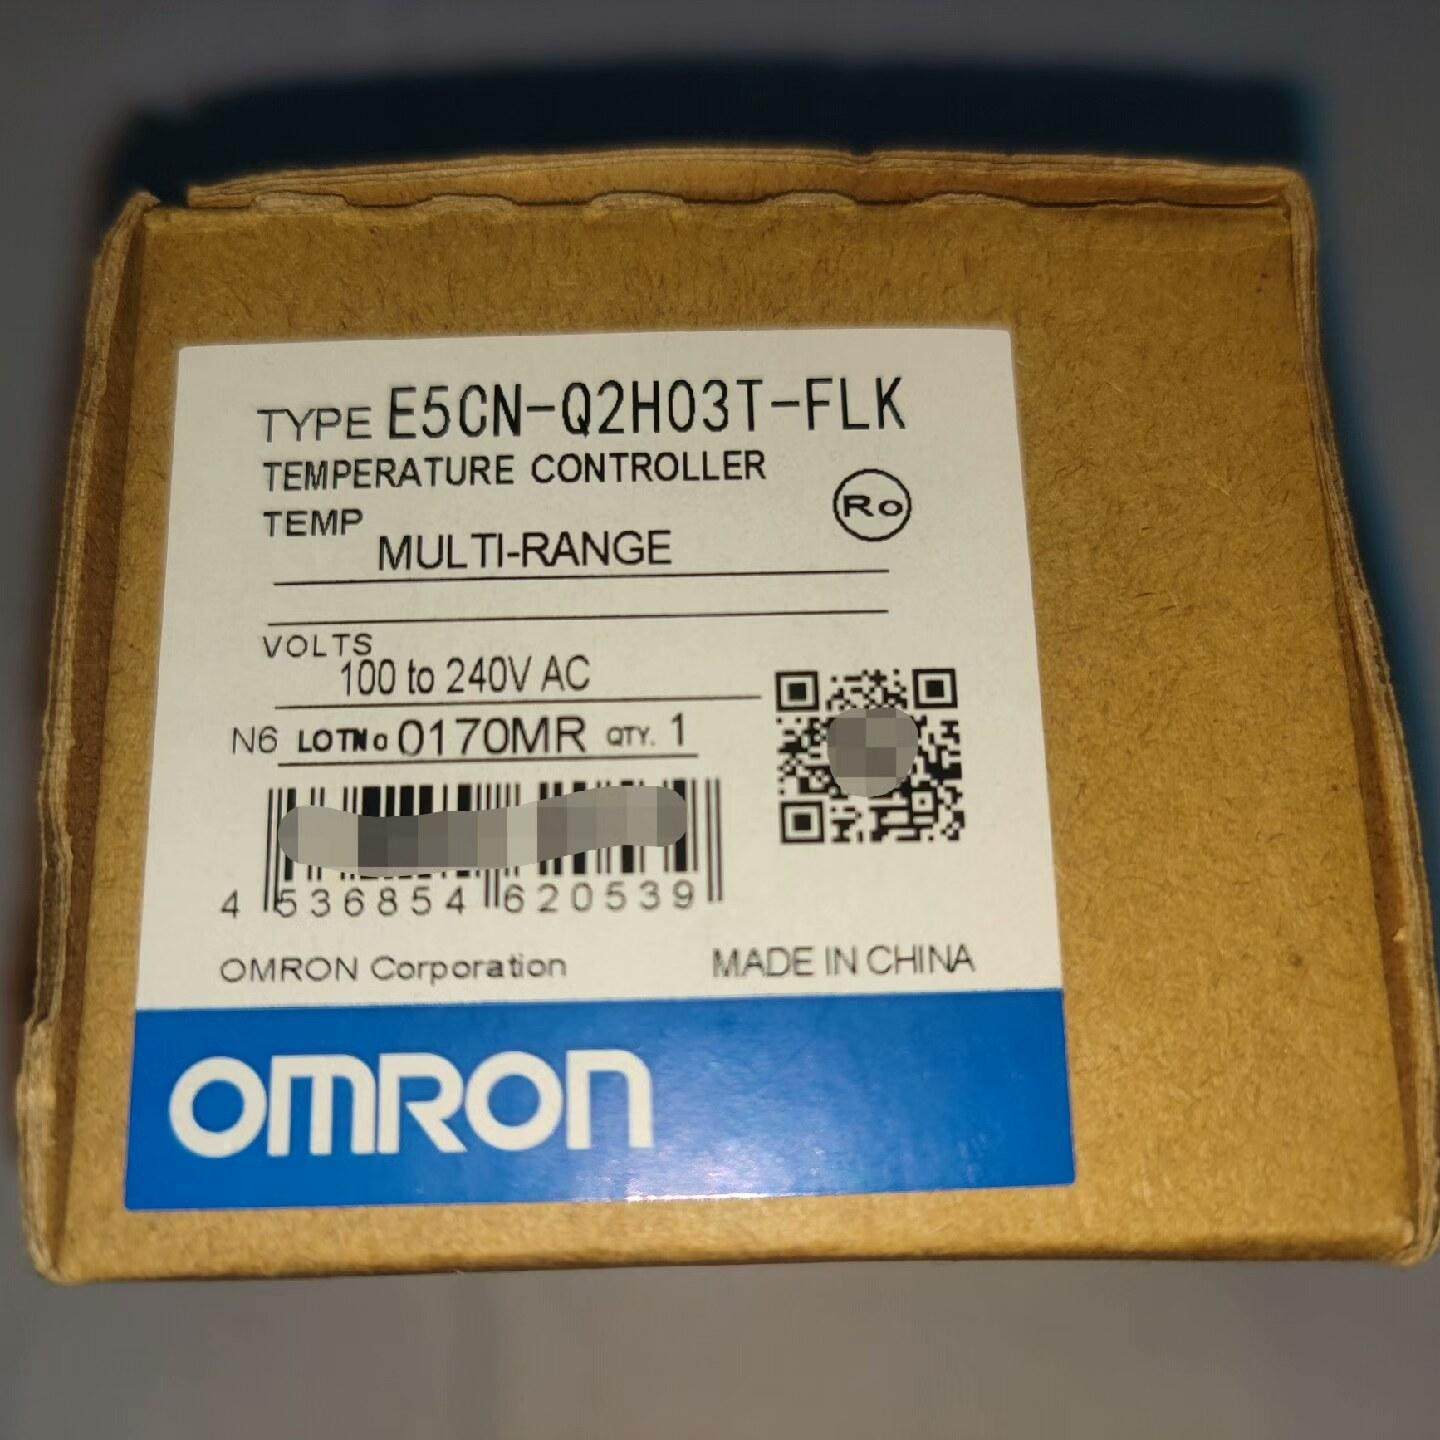 TYPE E5CN-Q2H03T-FLK
TEMPERATURE CONTROLLER
Ro
TEMP MULTI-RANGE
VOLTS 100 to 240V AC
N6 LOTNo 0170MR QTY. 1
4 536854 620539
OMRON Corporation MADE IN CHINA
OMRON